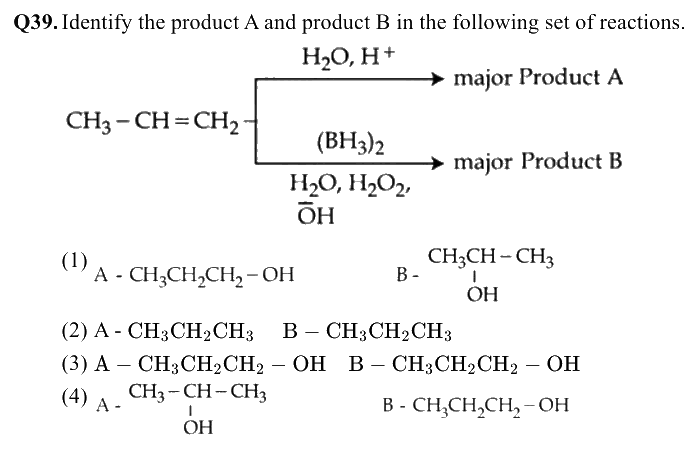 Q39. Identify the product A and product B in the following set of reactions.
H₂O, H⁺
major Product A
CH₃ – CH = CH₂
(BH₃)₂
major Product B
H₂O, H₂O₂,
O̅H
(1) A - CH₃CH₂CH₂ – OH B - CH₃CH – CH₃
OH
(2) A - CH₃CH₂CH₃ B – CH₃CH₂CH₃
(3) A – CH₃CH₂CH₂ – OH B – CH₃CH₂CH₂ – OH
(4) A - CH₃ – CH – CH₃ B - CH₃CH₂CH₂ – OH
OH